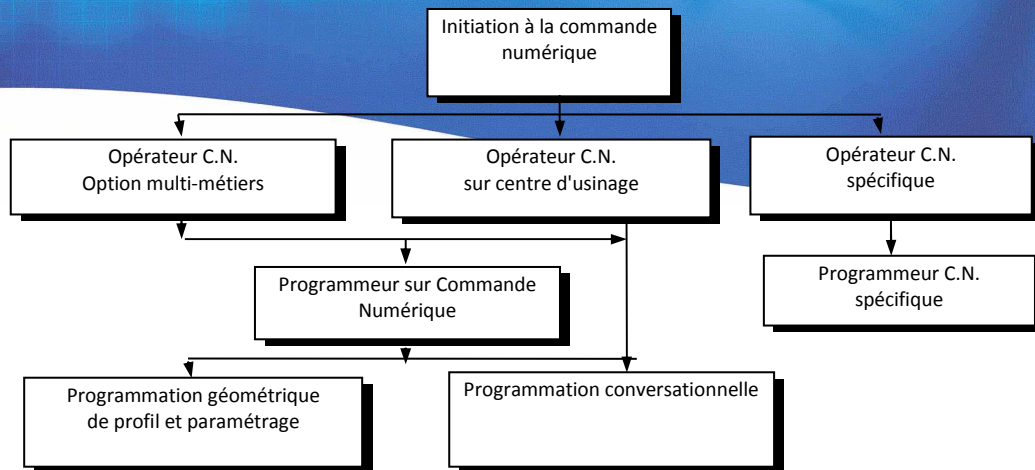 Initiation à la commande
numérique
Opérateur C.N.
Option multi-métiers
Opérateur C.N.
sur centre d'usinage
Opérateur C.N.
spécifique
Programmeur sur Commande
Numérique
Programmeur C.N.
spécifique
Programmation géométrique
de profil et paramétrage
Programmation conversationnelle